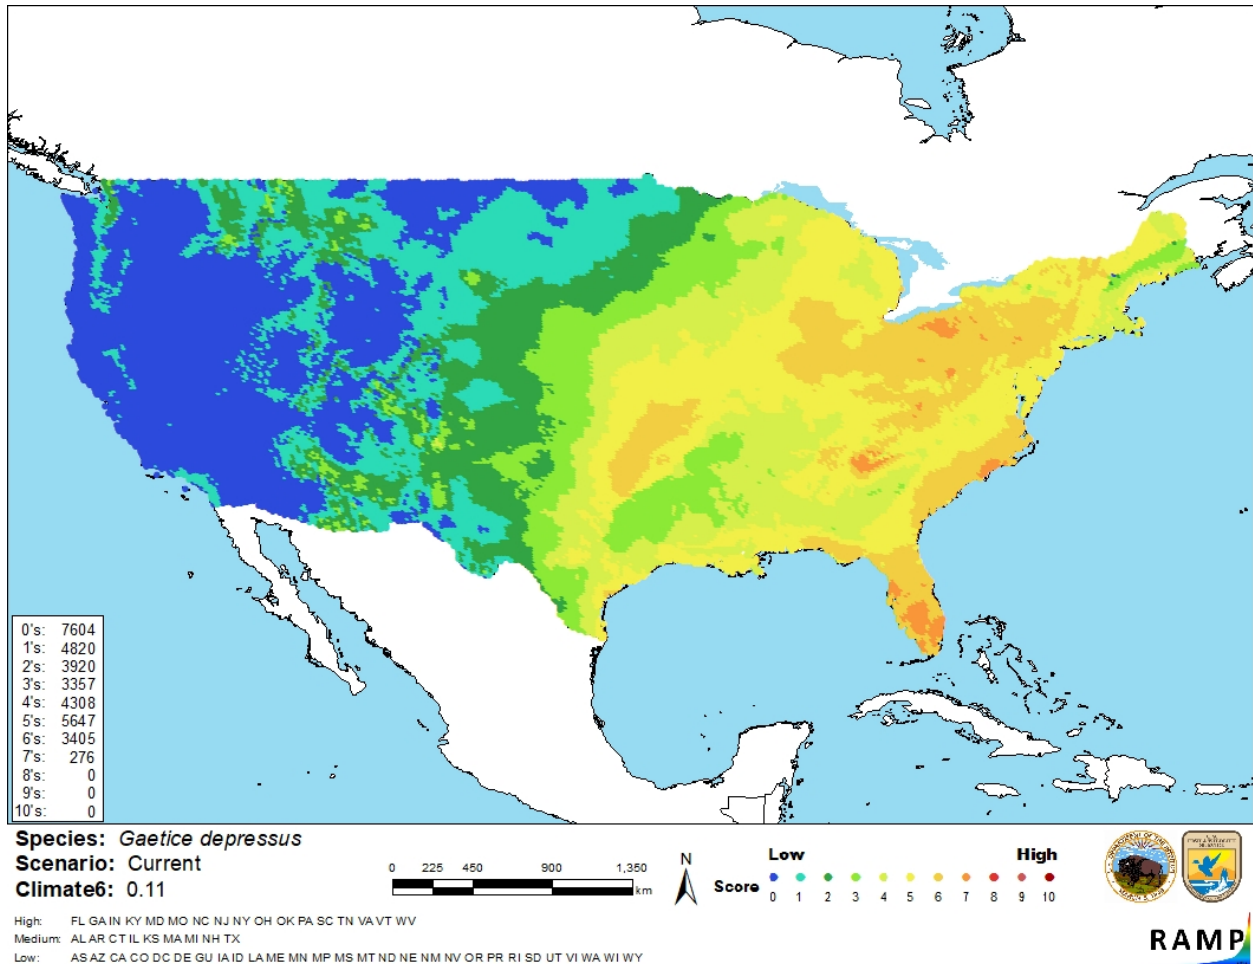 0's: 7604
1's: 4820
2's: 3920
3's: 3357
4's: 4308
5's: 5647
6's: 3405
7's: 276
8's: 0
9's: 0
10's: 0
Species: Gaetice depressus
Scenario: Current
Climate6: 0.11
0 225 450 900 1,350
km
N
Low High
Score
0 1 2 3 4 5 6 7 8 9 10
High: FL GA IN KY MD MO NC NJ NY OH OK PA SC TN VA VT WV
Medium: AL AR CT IL KS MA MI NH TX
Low: AS AZ CA CO DC DE GU IA ID LA ME MN MP MS MT ND NE NM NV OR PR RI SD UT VI WA WI WY
RAMP